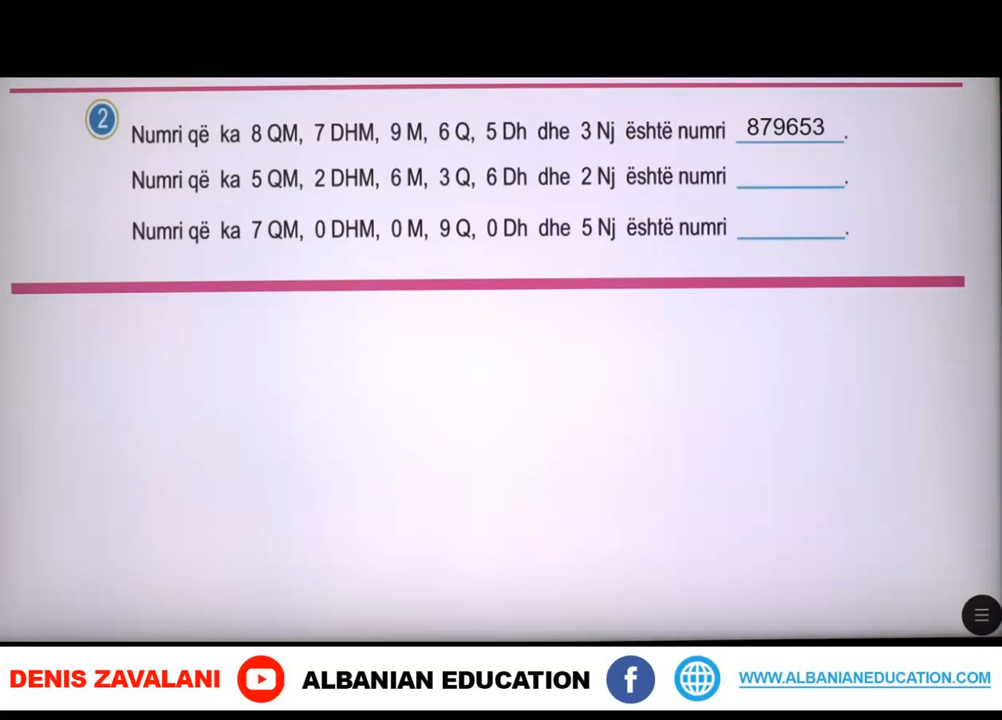 2
Numri që ka 8 QM, 7 DHM, 9 M, 6 Q, 5 Dh dhe 3 Nj është numri 879653 .
Numri që ka 5 QM, 2 DHM, 6 M, 3 Q, 6 Dh dhe 2 Nj është numri ________.
Numri që ka 7 QM, 0 DHM, 0 M, 9 Q, 0 Dh dhe 5 Nj është numri ________.
DENIS ZAVALANI ALBANIAN EDUCATION f WWW.ALBANIANEDUCATION.COM